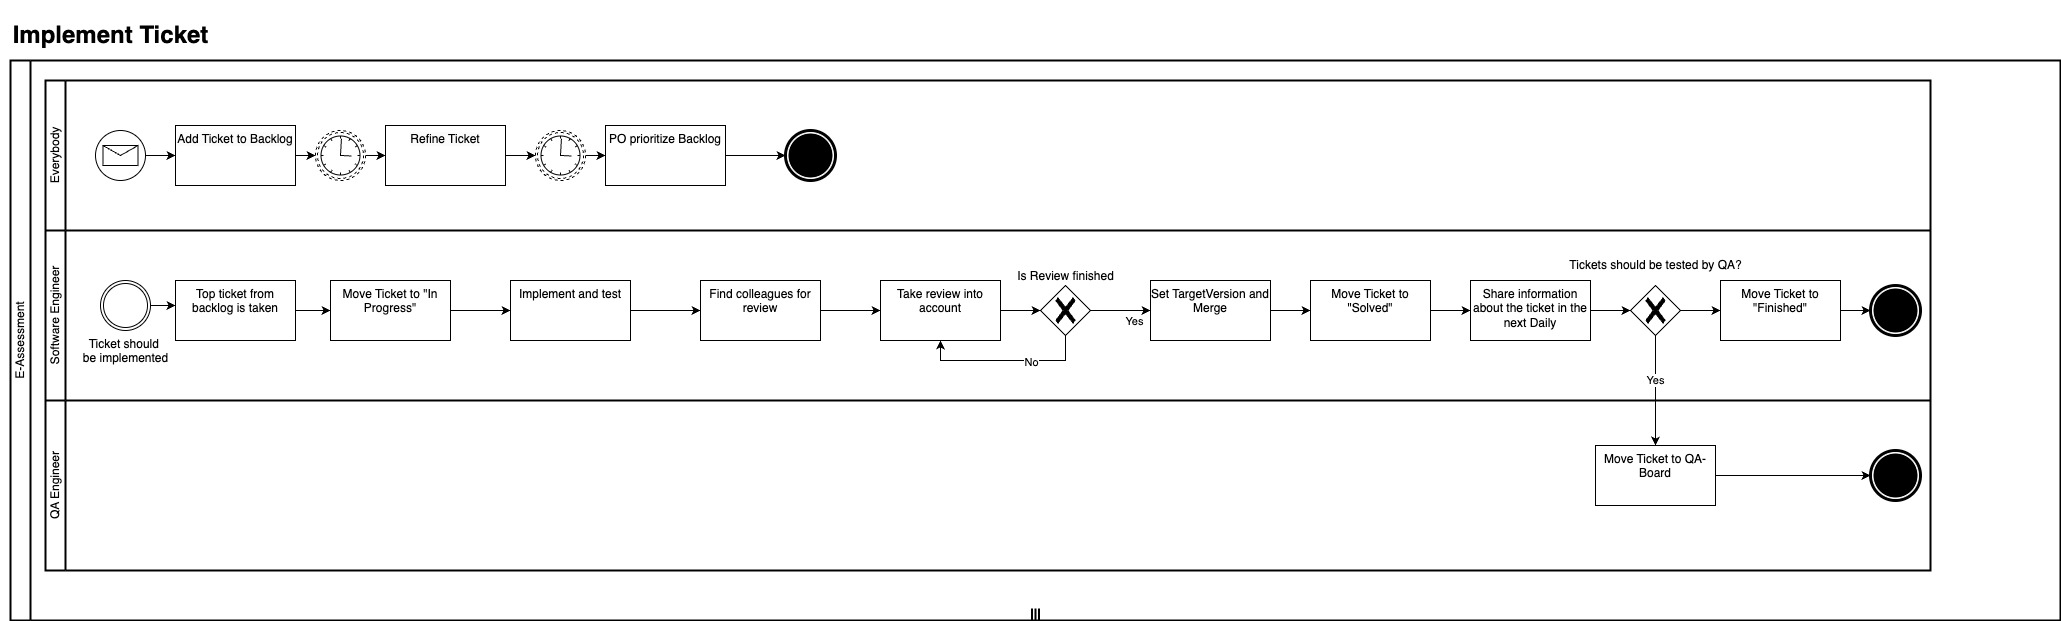 Implement Ticket
E-Assessment
Everybody
Add Ticket to Backlog
Refine Ticket
PO prioritize Backlog
Software Engineer
Ticket should
be implemented
Top ticket from
backlog is taken
Move Ticket to "In
Progress"
Implement and test
Find colleagues for
review
Take review into
account
Is Review finished
No
Yes
Set TargetVersion and
Merge
Move Ticket to
"Solved"
Share information
about the ticket in the
next Daily
Tickets should be tested by QA?
Yes
Move Ticket to
"Finished"
QA Engineer
Move Ticket to QA-
Board